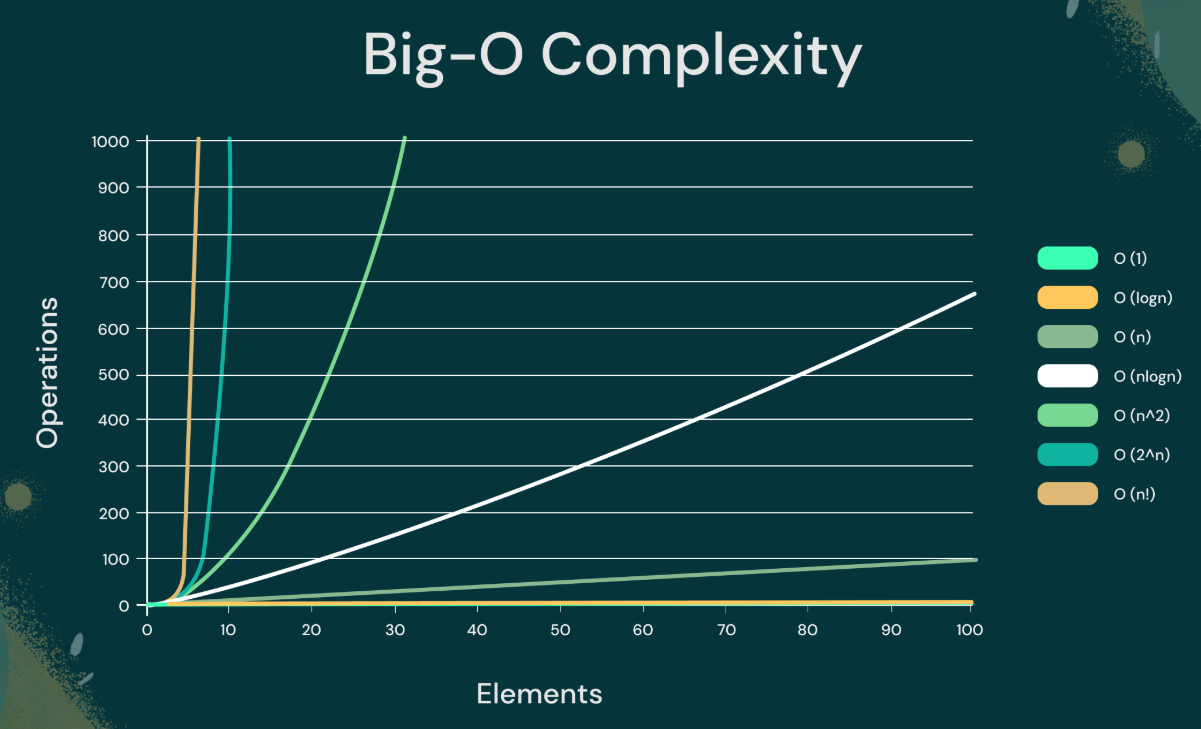 Big-O Complexity
1000
900
800
700
600
500
400
300
200
100
0
Operations
0 10 20 30 40 50 60 70 80 90 100
Elements
O (1)
O (logn)
O (n)
O (nlogn)
O (n^2)
O (2^n)
O (n!)